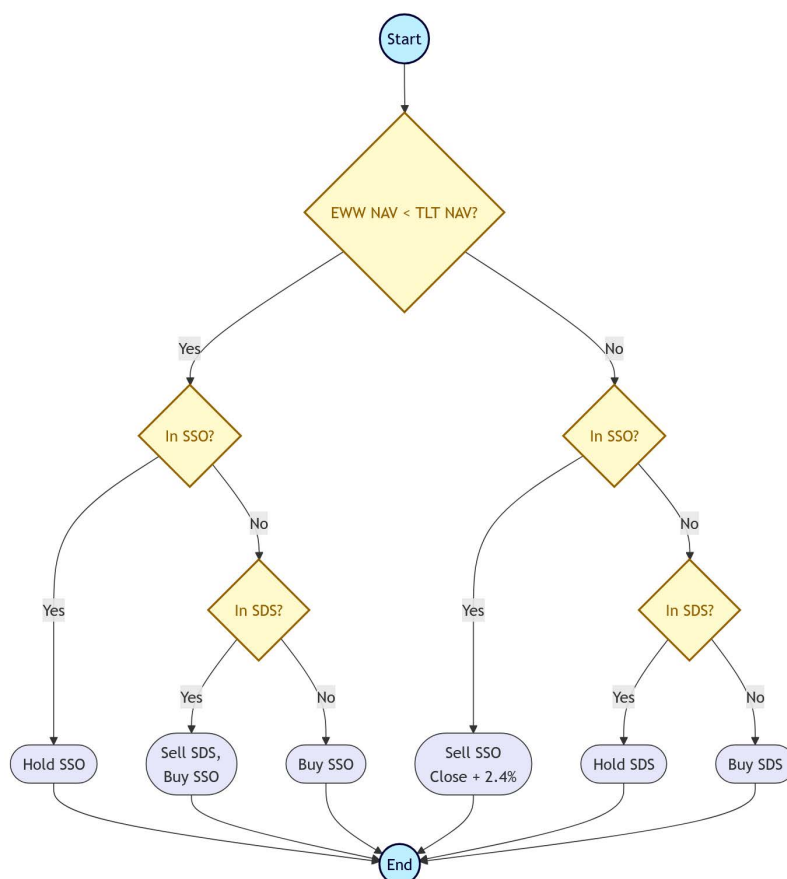 Start
EWW NAV < TLT NAV?
Yes
No
In SSO?
In SSO?
No
No
Yes
In SDS?
Yes
In SDS?
Yes
No
Yes
No
Hold SSO
Sell SDS,
Buy SSO
Buy SSO
Sell SSO
Close + 2.4%
Hold SDS
Buy SDS
End